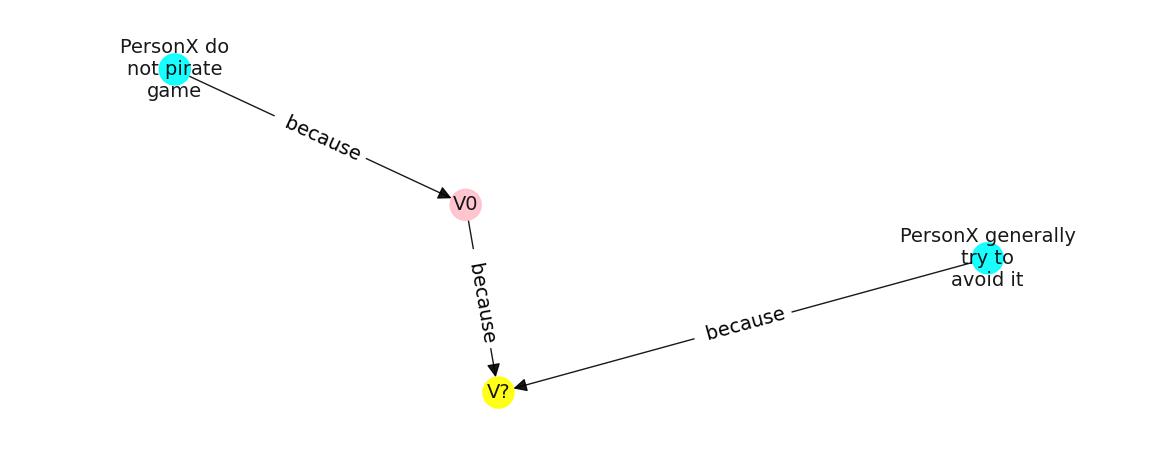 PersonX do
not pirate
game
because
V0
PersonX generally
try to
avoid it
because
because
V?